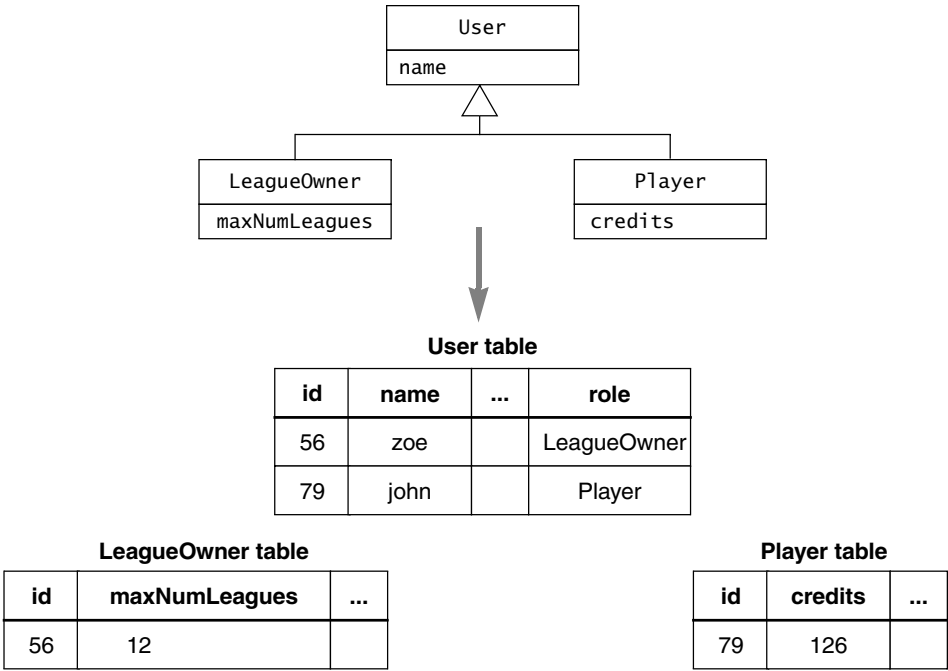 User
name
LeagueOwner
Player
maxNumLeagues
credits
User table
id name ... role
56 zoe LeagueOwner
79 john Player
LeagueOwner table
Player table
id maxNumLeagues ...
id credits ...
56 12
79 126